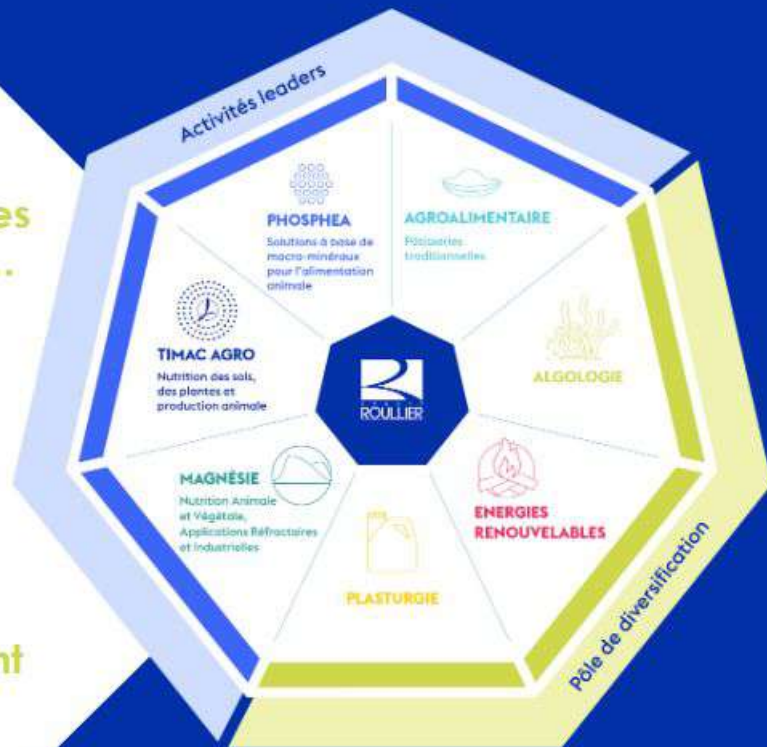 Activités leaders
PHOSPHEA
Solutions à base de
macro-minéraux
pour l'alimentation
animale
AGROALIMENTAIRE
Pâtisseries
traditionnelles
TIMAC AGRO
Nutrition des sols,
des plantes et
production animale
ALGOLOGIE
ROULLIER
MAGNÉSIE
Nutrition Animale
et Végétale,
Applications Réfractaires
et Industrielles
ENERGIES
RENOUVELABLES
PLASTURGIE
Pôle de diversification